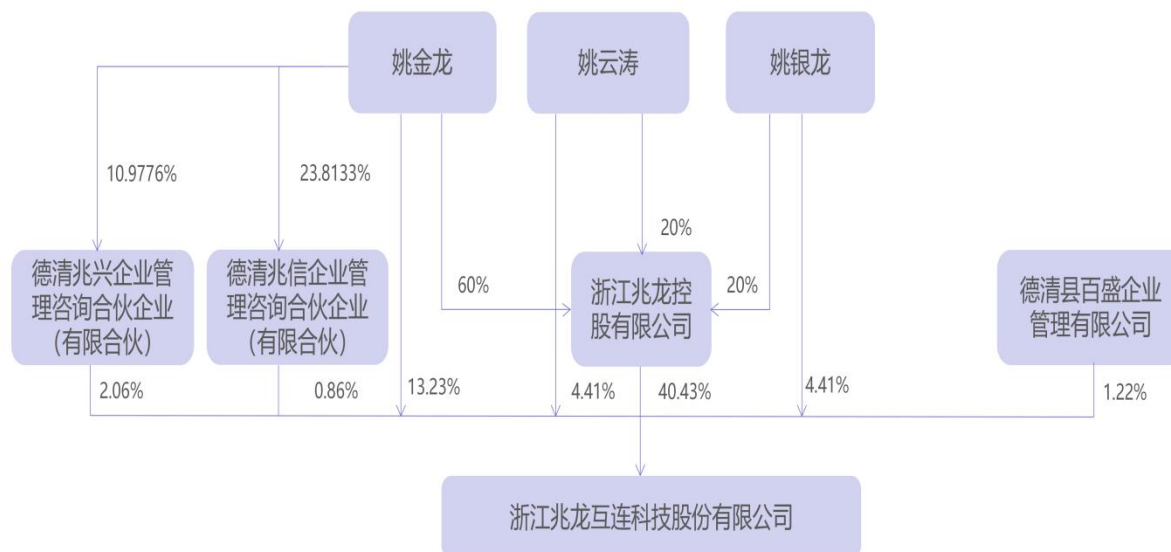 姚金龙
姚云涛
姚银龙
10.9776%
23.8133%
20%
60%
20%
德清兆兴企业管
理咨询合伙企业
（有限合伙）
德清兆信企业管
理咨询合伙企业
（有限合伙）
浙江兆龙控
股有限公司
德清县百盛企业
管理有限公司
2.06%
0.86%
13.23%
4.41%
40.43%
4.41%
1.22%
浙江兆龙互连科技股份有限公司